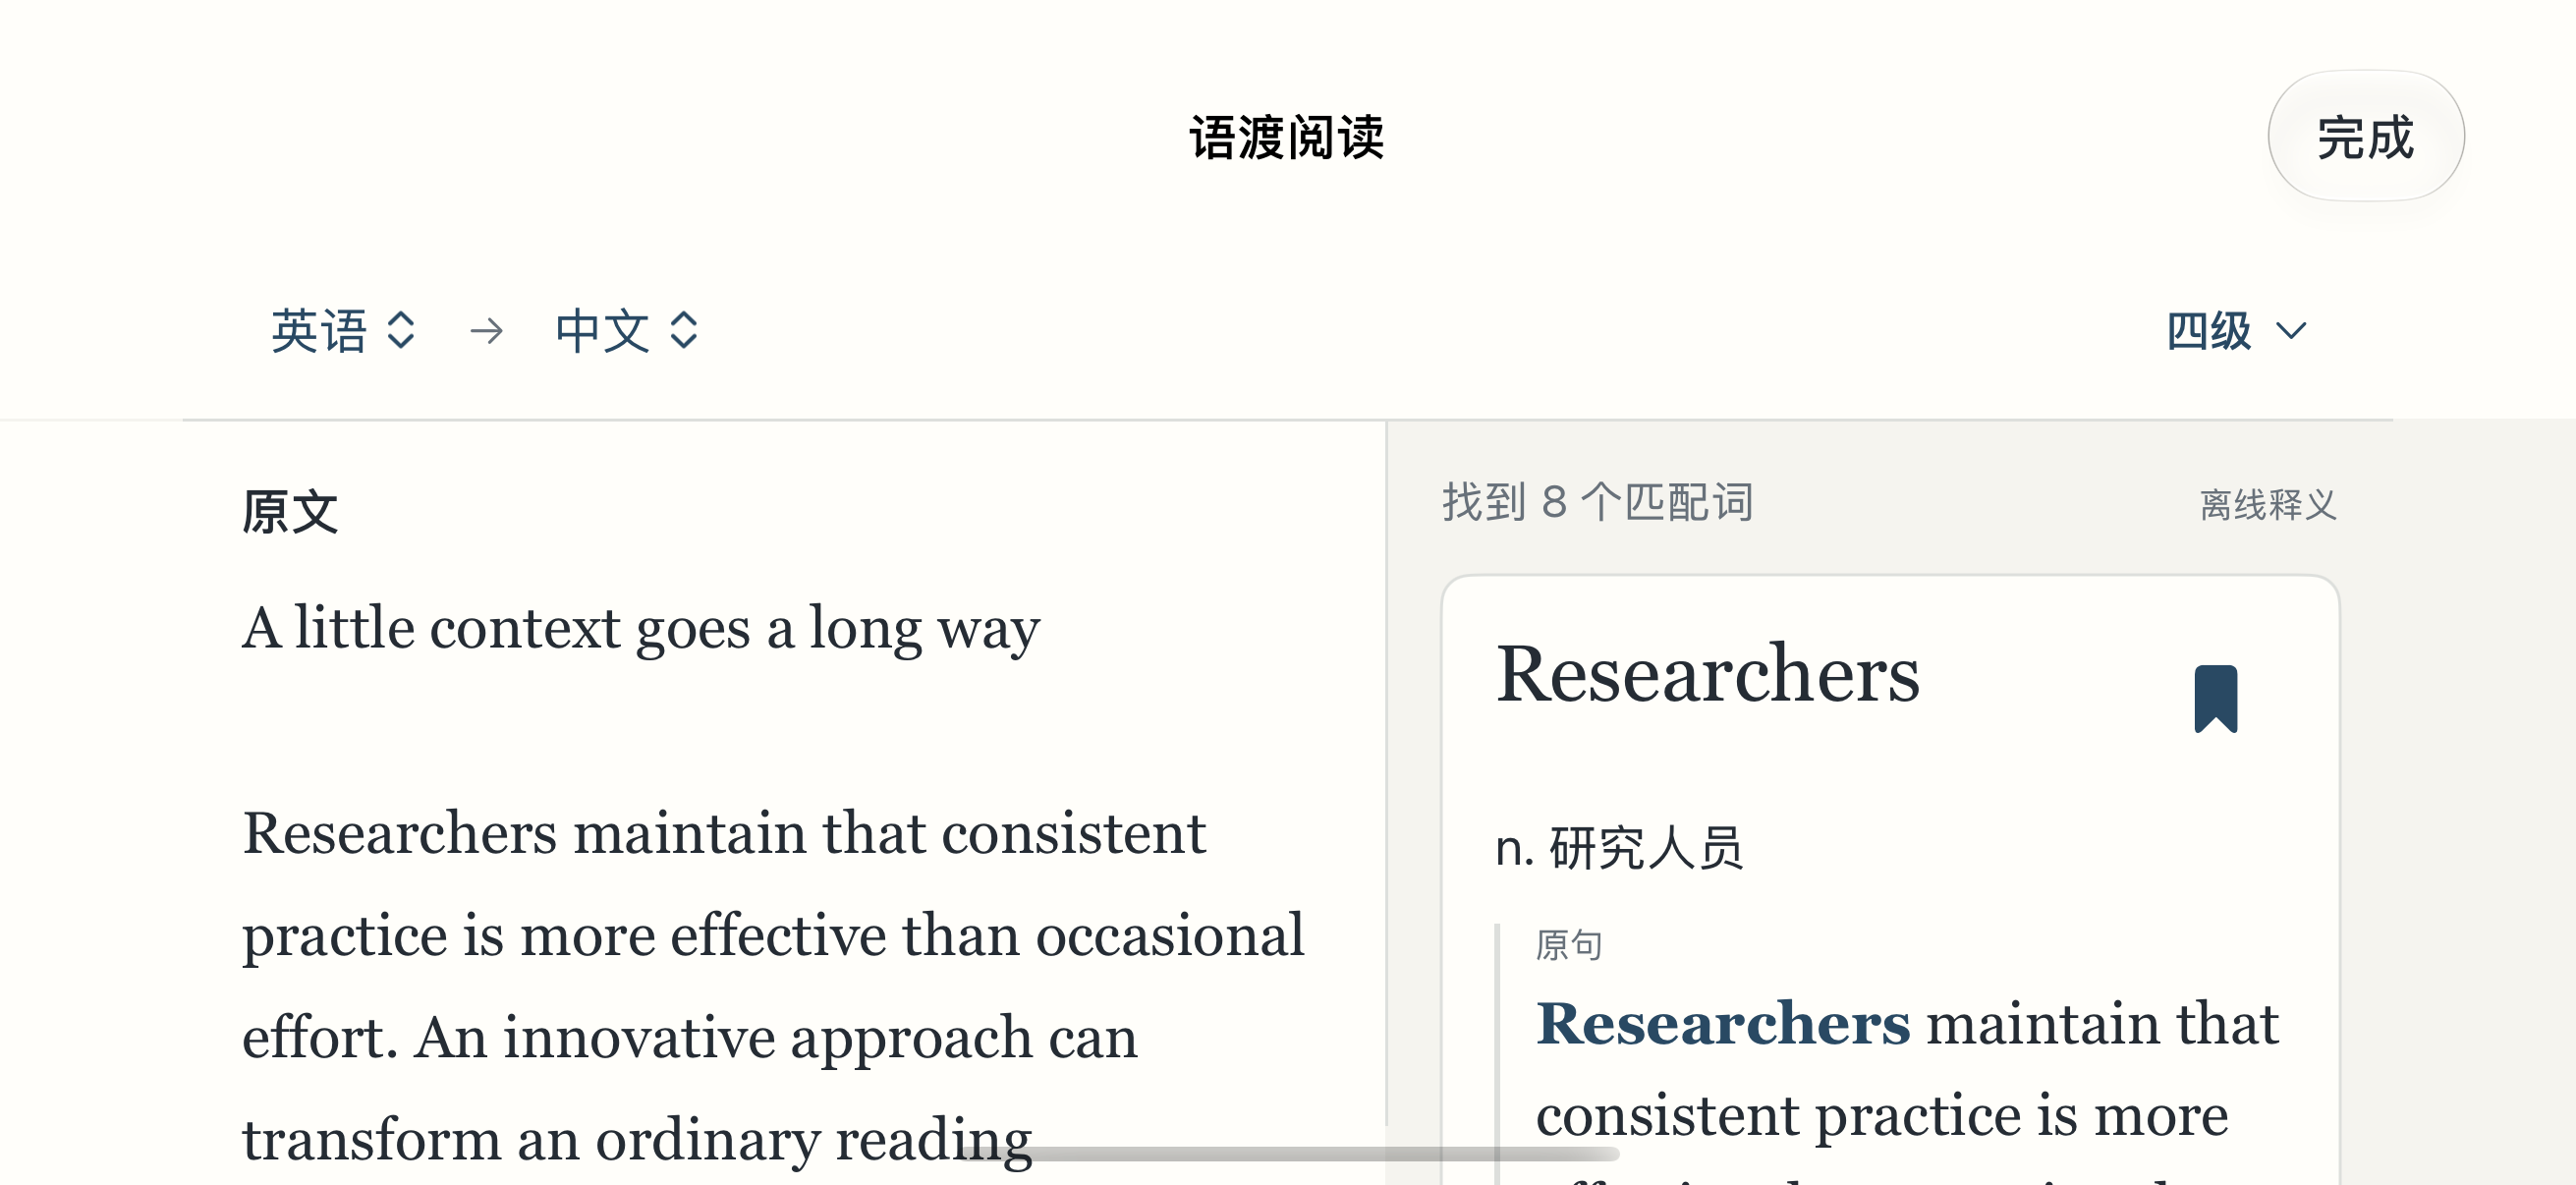 语渡阅读
完成
英语
中文
四级
原文
A little context goes a long way
Researchers maintain that consistent
practice is more effective than occasional
effort. An innovative approach can
transform an ordinary reading
找到 8 个匹配词
离线释义
Researchers
n. 研究人员
原句
Researchers maintain that
consistent practice is more